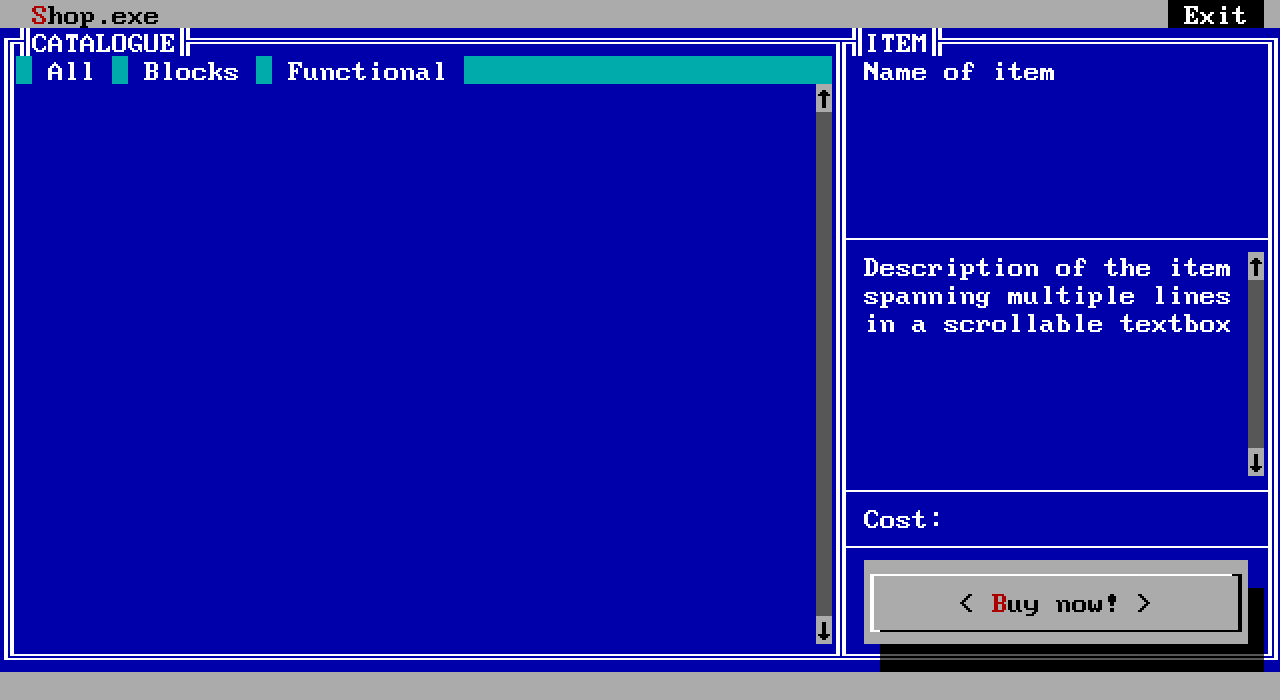 Shop.exe
Exit
CATALOGUE
All Blocks Functional
ITEM
Name of item
Description of the item
spanning multiple lines
in a scrollable textbox
Cost:
< Buy now! >